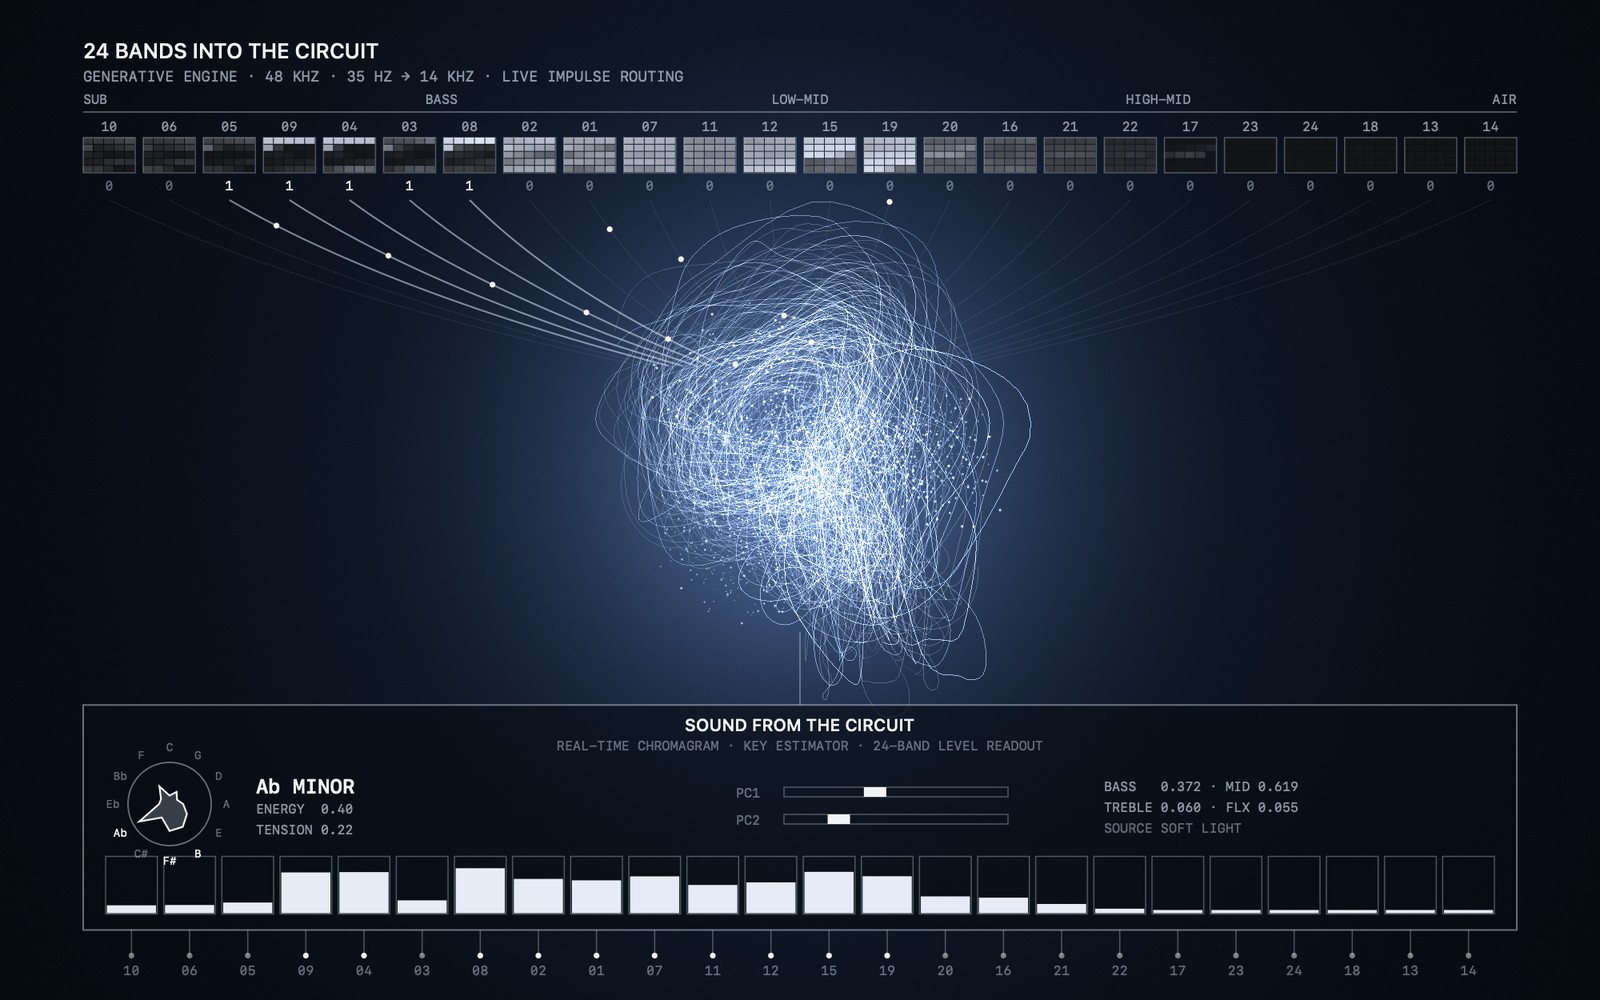 24 BANDS INTO THE CIRCUIT
GENERATIVE ENGINE · 48 KHZ · 35 HZ → 14 KHZ · LIVE IMPULSE ROUTING
SUB BASS LOW–MID HIGH–MID AIR
10 06 05 09 04 03 08 02 01 07 11 12 15 19 20 16 21 22 17 23 24 18 13 14
0 0 1 1 1 1 1 0 0 0 0 0 0 0 0 0 0 0 0 0 0 0 0 0
SOUND FROM THE CIRCUIT
REAL–TIME CHROMAGRAM · KEY ESTIMATOR · 24–BAND LEVEL READOUT
C
F G
Bb D
Eb A
Ab E
C# B
F#
Ab MINOR
ENERGY 0.40
TENSION 0.22
PC1
PC2
BASS 0.372 · MID 0.619
TREBLE 0.060 · FLX 0.055
SOURCE SOFT LIGHT
10 06 05 09 04 03 08 02 01 07 11 12 15 19 20 16 21 22 17 23 24 18 13 14